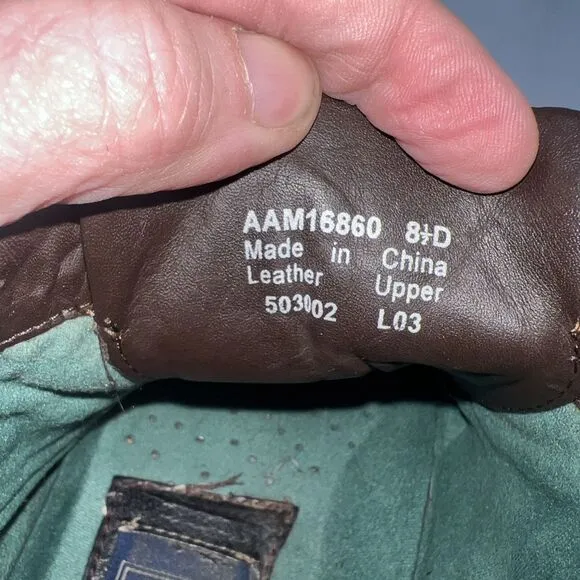 AAM16860 8½D
Made in China
Leather Upper
503002 L03